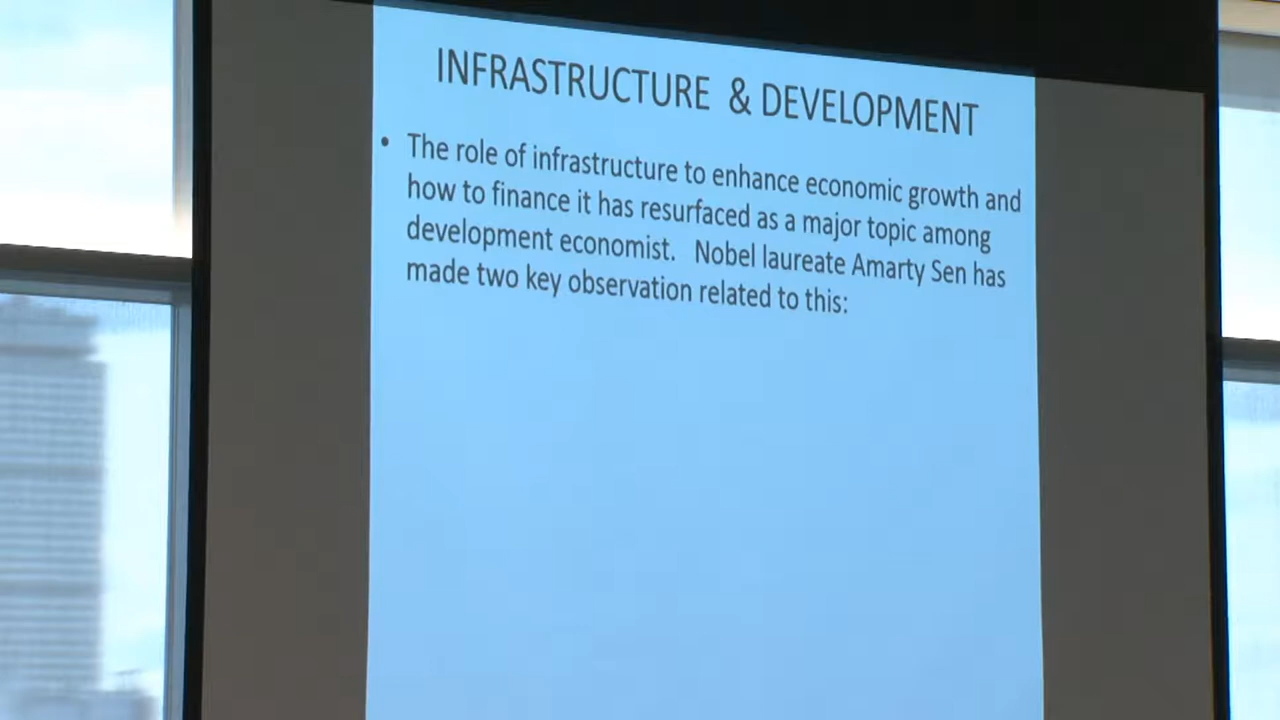 INFRASTRUCTURE & DEVELOPMENT
• The role of infrastructure to enhance economic growth and
how to finance it has resurfaced as a major topic among
development economist. Nobel laureate Amarty Sen has
made two key observation related to this: